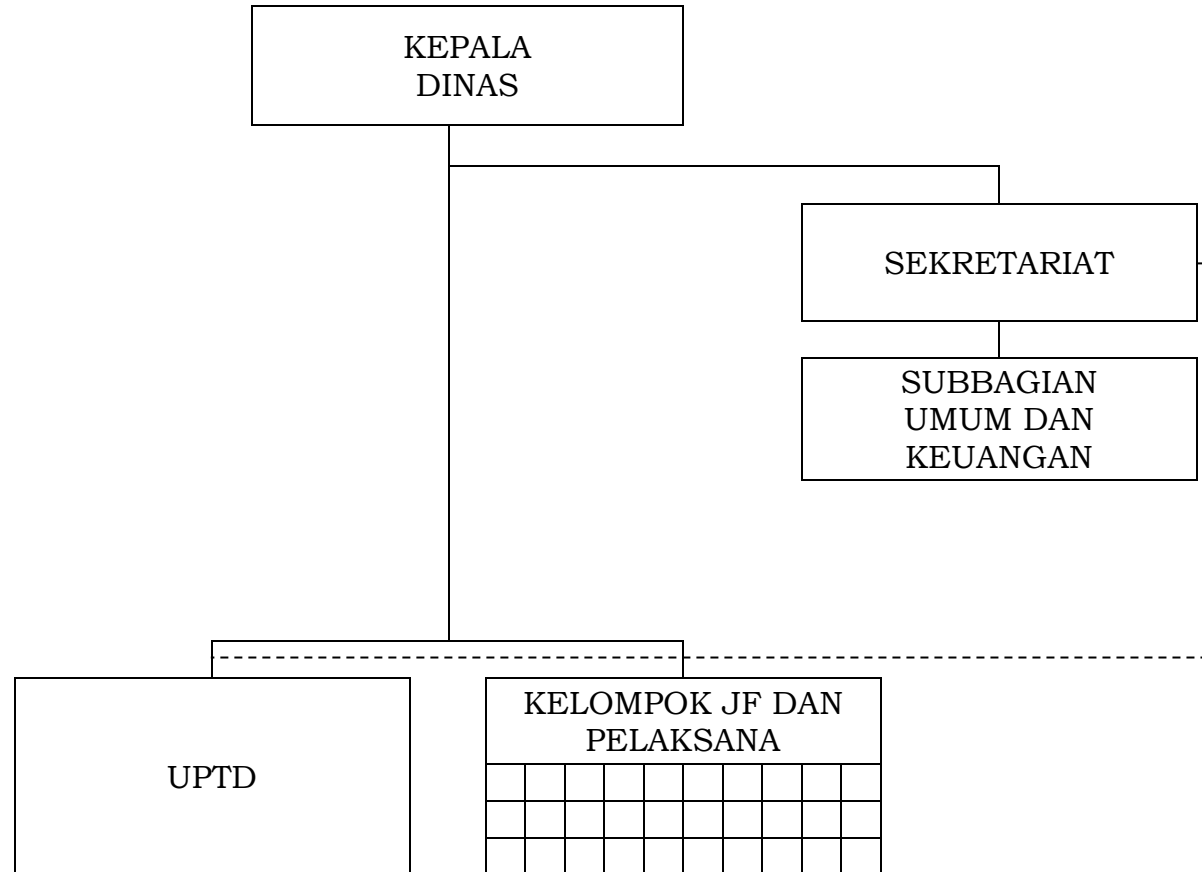 KEPALA
DINAS
SEKRETARIAT
SUBBAGIAN
UMUM DAN
KEUANGAN
UPTD
KELOMPOK JF DAN
PELAKSANA